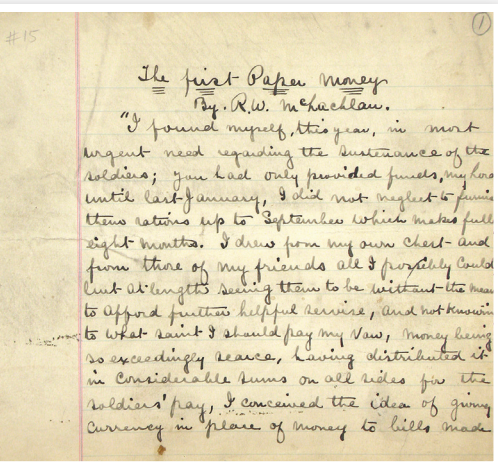 #15
1
The first Paper Money
By. R.W. McLachlan.
"I found myself, this year, in most
urgent need regarding the sustenance of the
soldiers; you had only provided funds, my
until last January, I did not neglect to
them rations up to September which makes full
eight months. I drew from my own chest and
from those of my friends all I possibly could
but at length seeing them to be without the
to afford further helpful service, and not
to what saint I should pay my vow, money being
so exceedingly scarce, having distributed it
in considerable sums on all sides for the
soldiers' pay, I conceived the idea of giving
currency in place of money to bills made